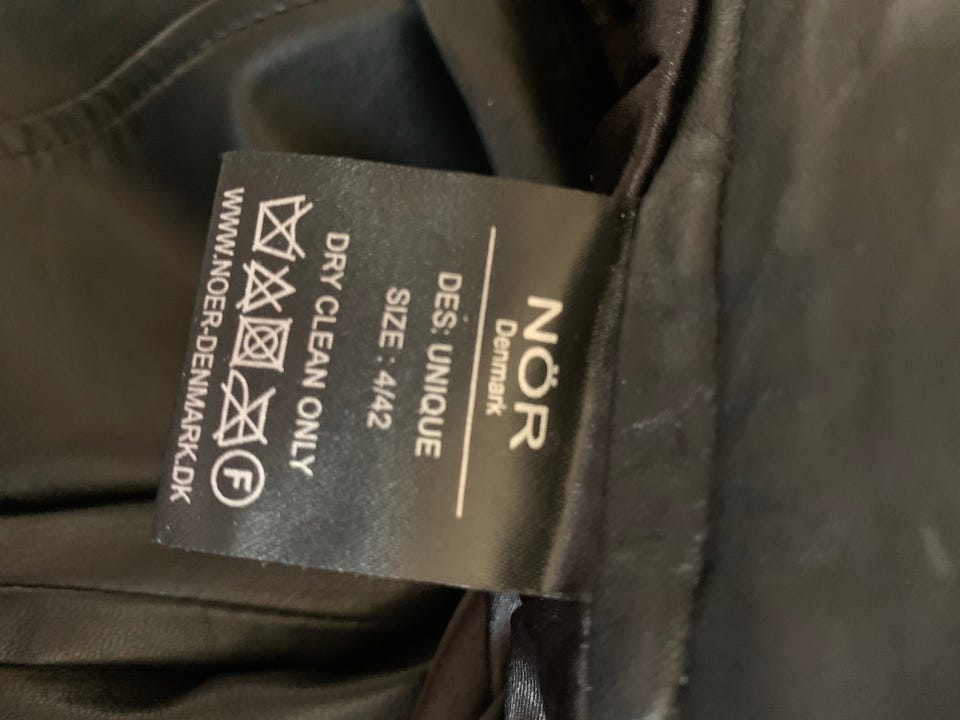 NÖR
Denmark
DES: UNIQUE
SIZE : 4/42
DRY CLEAN ONLY
F
WWW.NOER-DENMARK.DK